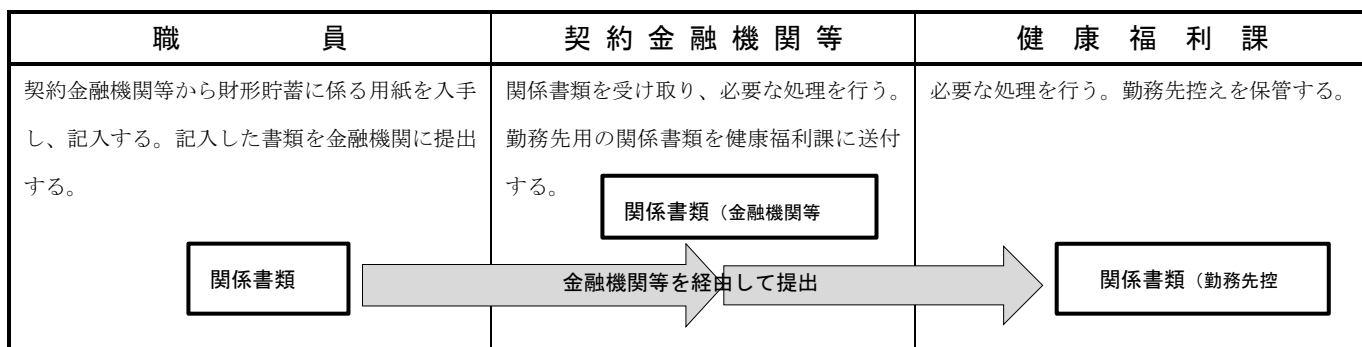 職員
契約金融機関等から財形貯蓄に係る用紙を入手
し、記入する。記入した書類を金融機関に提出
する。
契約金融機関等
関係書類を受け取り、必要な処理を行う。
勤務先用の関係書類を健康福利課に送付
する。
健康福利課
必要な処理を行う。勤務先控えを保管する。
関係書類（金融機関等
関係書類
金融機関等を経由して提出
関係書類（勤務先控